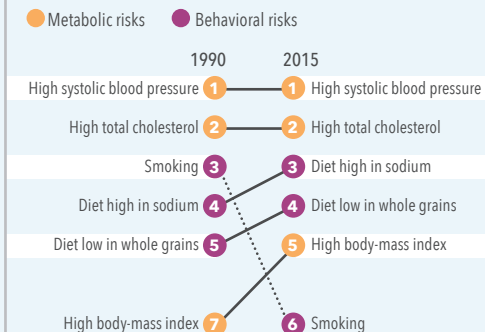 Metabolic risks Behavioral risks
1990 2015
High systolic blood pressure 1 1 High systolic blood pressure
High total cholesterol 2 2 High total cholesterol
Smoking 3 3 Diet high in sodium
Diet high in sodium 4 4 Diet low in whole grains
Diet low in whole grains 5 5 High body-mass index
High body-mass index 7 6 Smoking